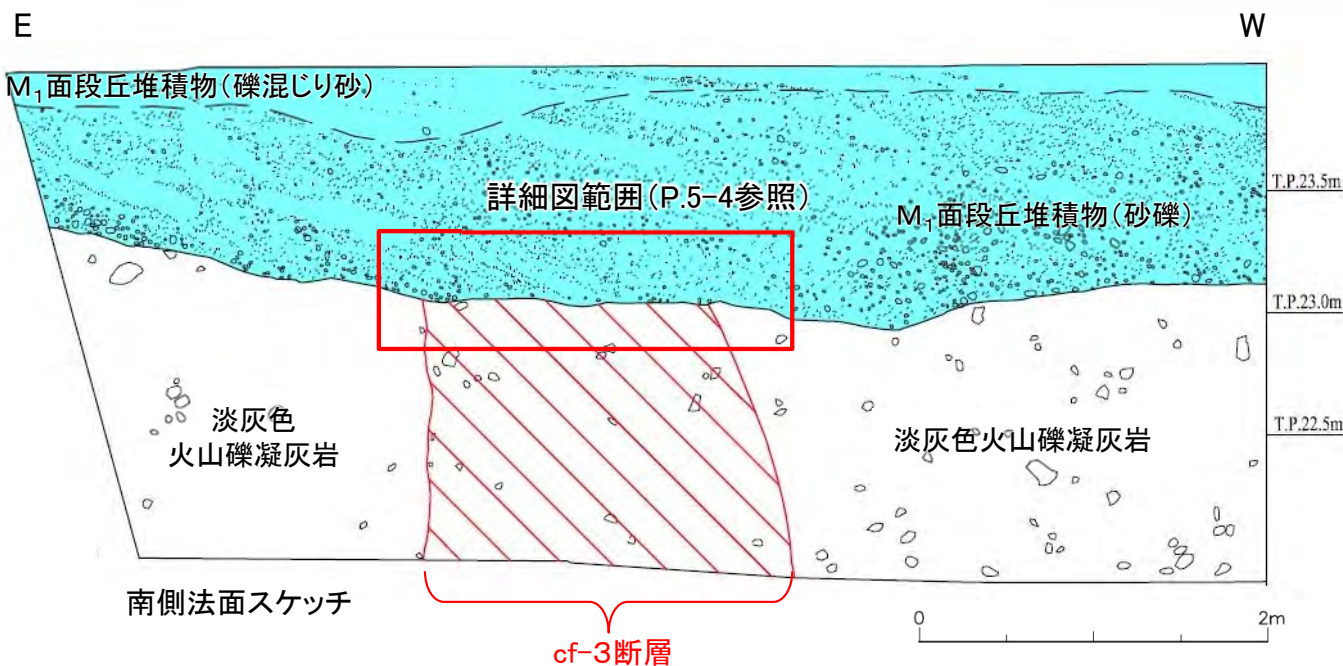 E
W
M₁面段丘堆積物(礫混じり砂)
T.P.23.5m
詳細図範囲(P.5-4参照)
M₁面段丘堆積物(砂礫)
T.P.23.0m
淡灰色
火山礫凝灰岩
淡灰色火山礫凝灰岩
T.P.22.5m
南側法面スケッチ
0
2m
cf-3断層